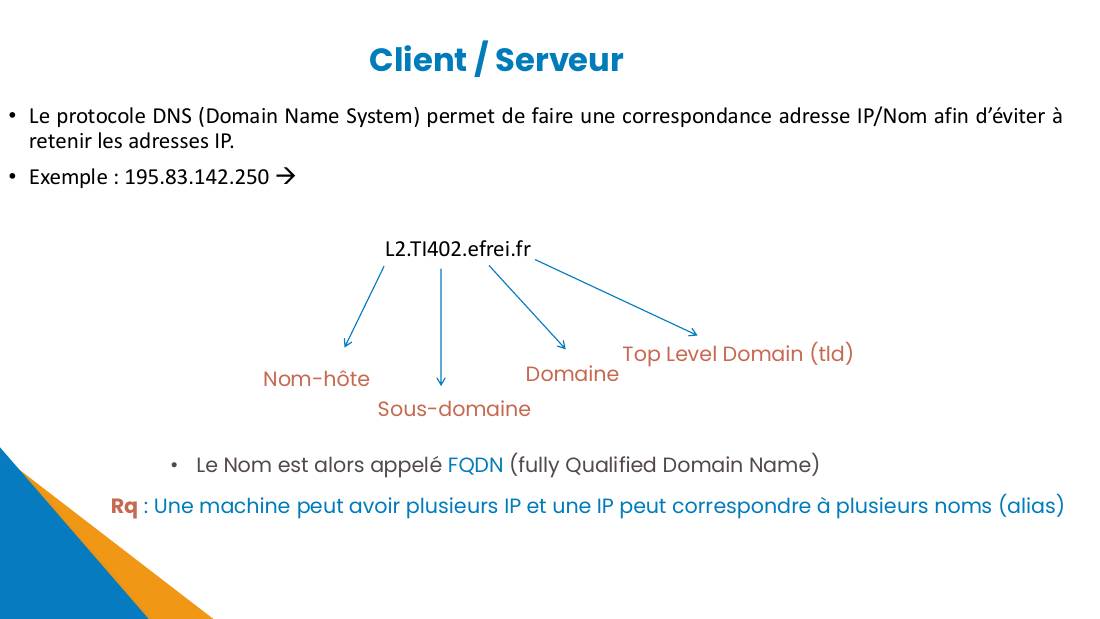 Client / Serveur
• Le protocole DNS (Domain Name System) permet de faire une correspondance adresse IP/Nom afin d’éviter à
retenir les adresses IP.
• Exemple : 195.83.142.250 →
L2.TI402.efrei.fr
Top Level Domain (tld)
Domaine
Nom-hôte
Sous-domaine
• Le Nom est alors appelé FQDN (fully Qualified Domain Name)
Rq : Une machine peut avoir plusieurs IP et une IP peut correspondre à plusieurs noms (alias)